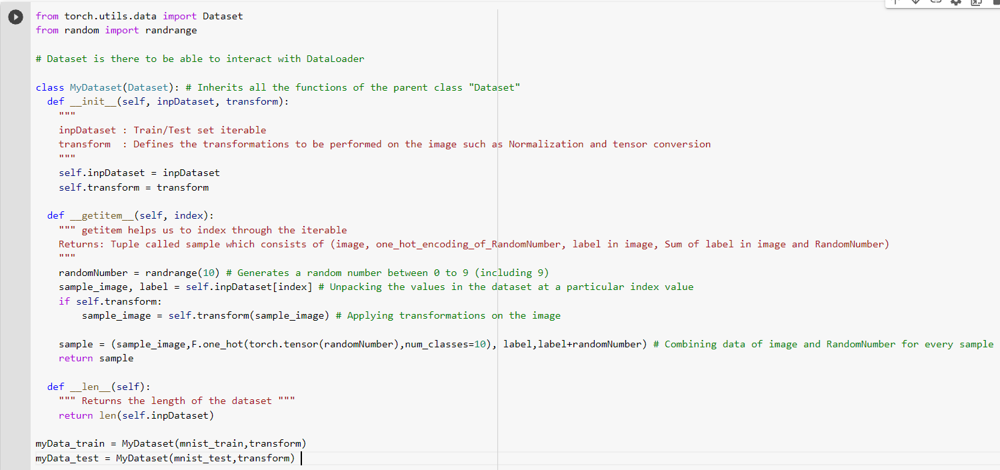 from torch.utils.data import Dataset
from random import randrange

# Dataset is there to be able to interact with DataLoader

class MyDataset(Dataset): # Inherits all the functions of the parent class "Dataset"
  def __init__(self, inpDataset, transform):
    """
    inpDataset : Train/Test set iterable
    transform  : Defines the transformations to be performed on the image such as Normalization and tensor conversion
    """
    self.inpDataset = inpDataset
    self.transform = transform

  def __getitem__(self, index):
    """ getitem helps us to index through the iterable
    Returns: Tuple called sample which consists of (image, one_hot_encoding_of_RandomNumber, label in image, Sum of label in image and RandomNumber)
    """
    randomNumber = randrange(10) # Generates a random number between 0 to 9 (including 9)
    sample_image, label = self.inpDataset[index] # Unpacking the values in the dataset at a particular index value
    if self.transform:
        sample_image = self.transform(sample_image) # Applying transformations on the image

    sample = (sample_image,F.one_hot(torch.tensor(randomNumber),num_classes=10), label,label+randomNumber) # Combining data of image and RandomNumber for every sample
    return sample

  def __len__(self):
    """ Returns the length of the dataset """
    return len(self.inpDataset)

myData_train = MyDataset(mnist_train,transform)
myData_test = MyDataset(mnist_test,transform)